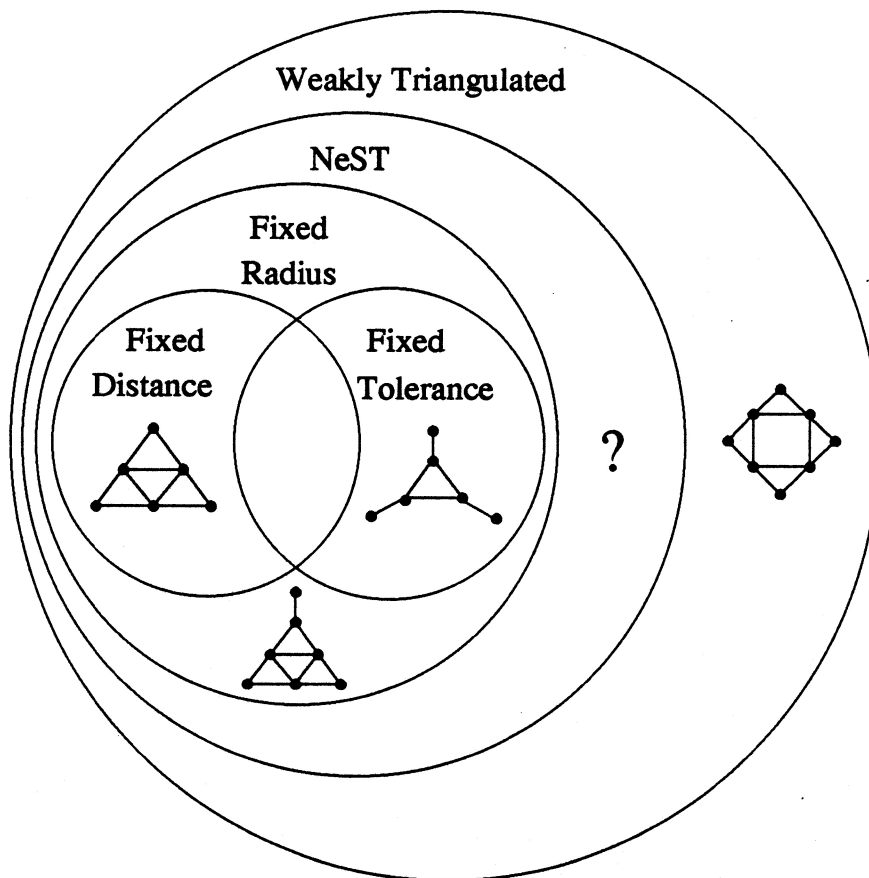 Weakly Triangulated
NeST
Fixed
Radius
Fixed
Distance
Fixed
Tolerance
?